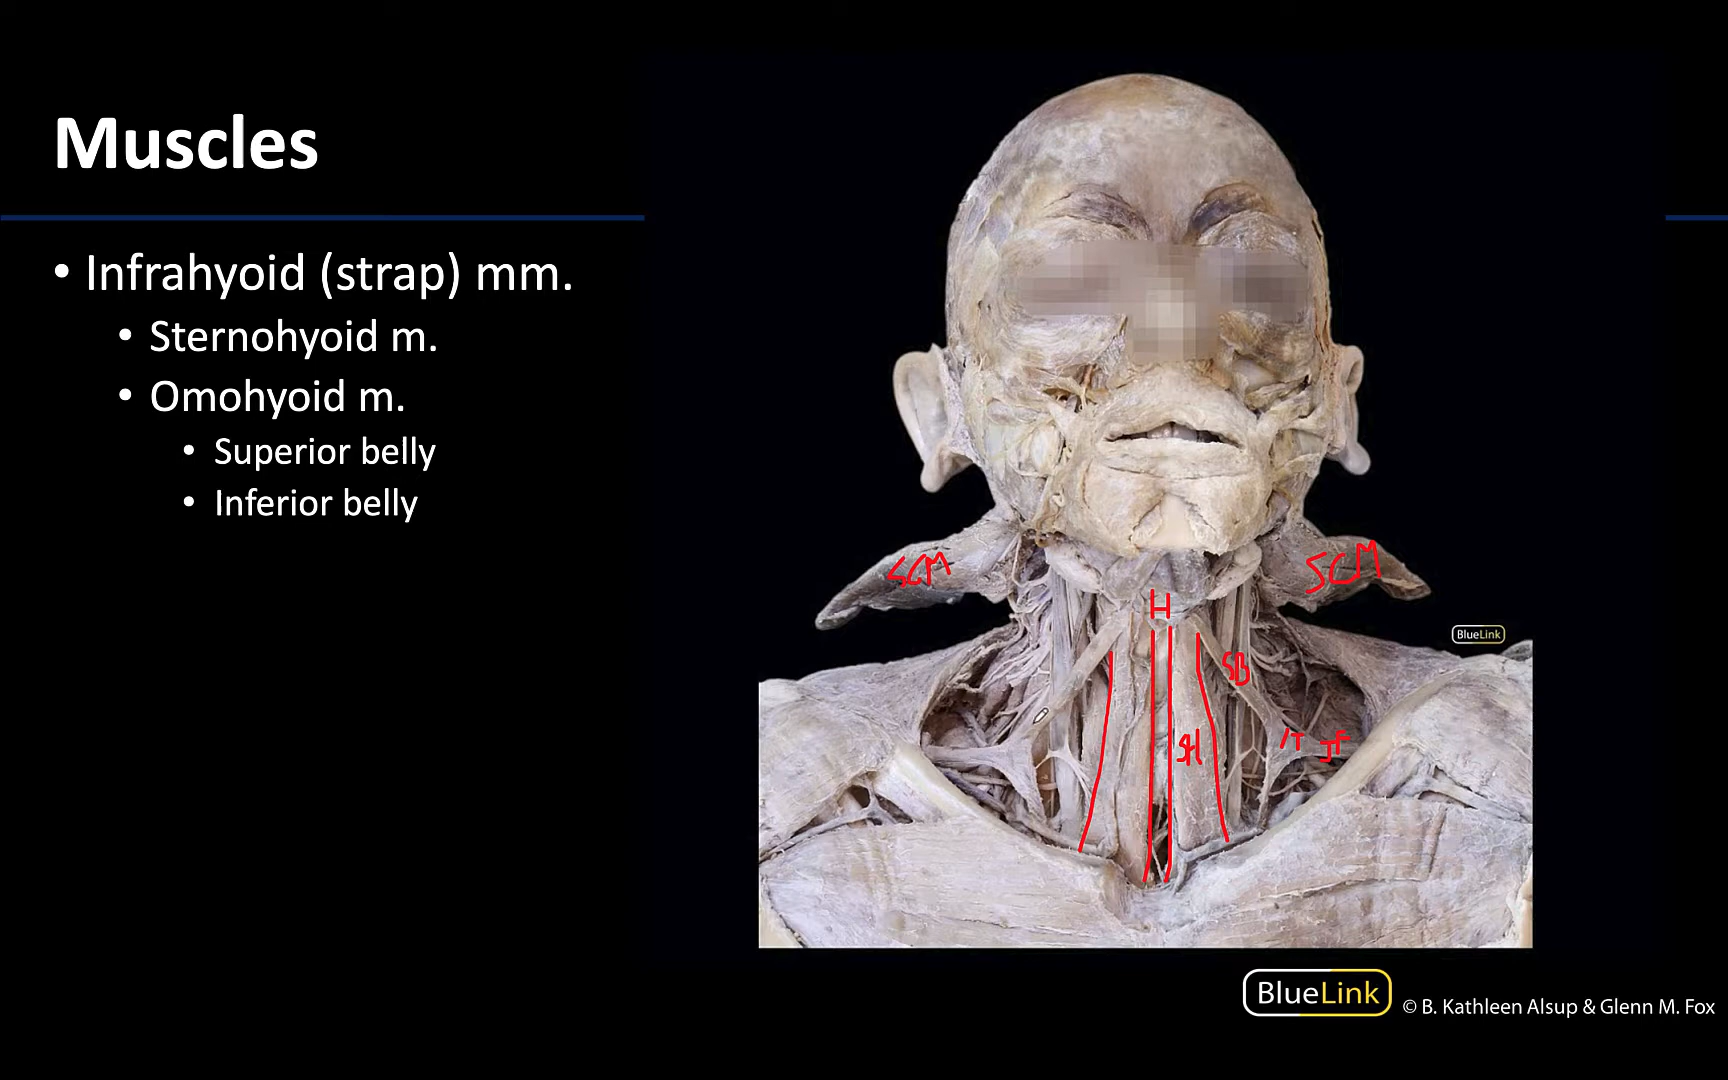 Muscles
• Infrahyoid (strap) mm.
• Sternohyoid m.
• Omohyoid m.
• Superior belly
• Inferior belly
SCM
SCM
H
BlueLink
SB
SH
IT
BlueLink
© B. Kathleen Alsup & Glenn M. Fox